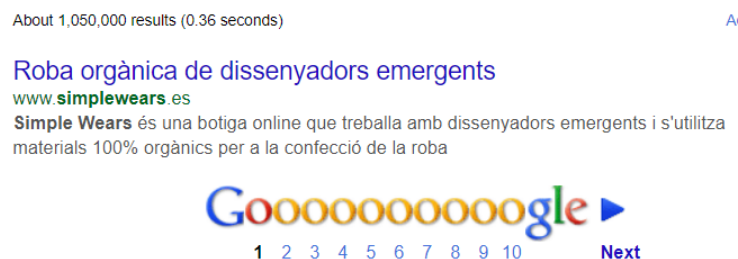 About 1,050,000 results (0.36 seconds)
Roba orgànica de dissenyadors emergents
www.simplewears.es
Simple Wears és una botiga online que treballa amb dissenyadors emergents i s'utilitza
materials 100% orgànics per a la confecció de la roba
Goooooooooogle
1 2 3 4 5 6 7 8 9 10 Next